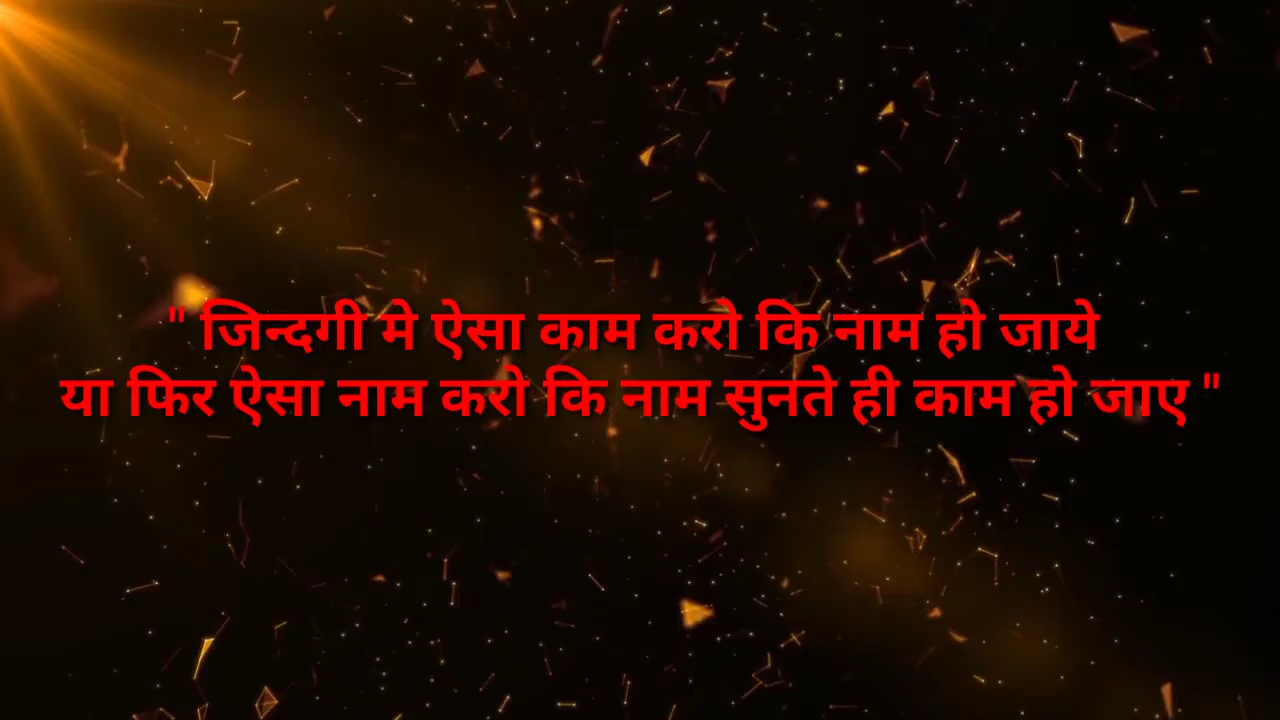 " जिन्दगी मे ऐसा काम करो कि नाम हो जाये
या फिर ऐसा नाम करो कि नाम सुनते ही काम हो जाए "